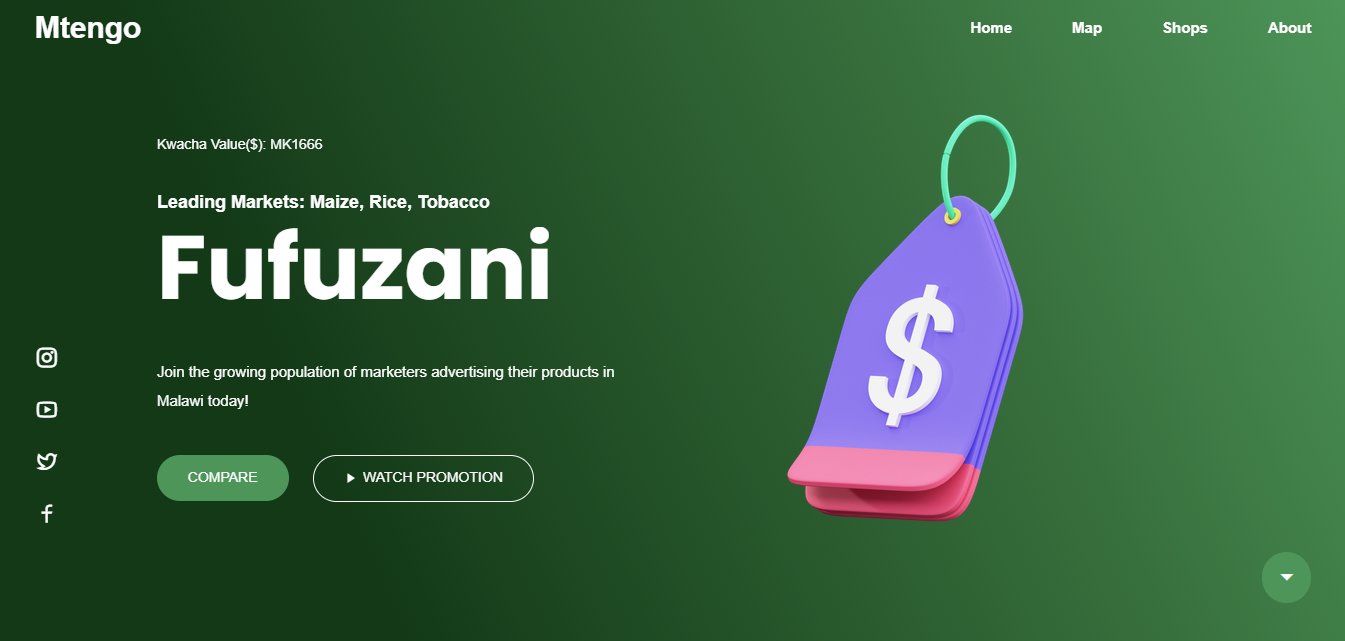 Mtengo
Home Map Shops About
Kwacha Value($): MK1666
Leading Markets: Maize, Rice, Tobacco
Fufuzani
Join the growing population of marketers advertising their products in
Malawi today!
COMPARE WATCH PROMOTION
$